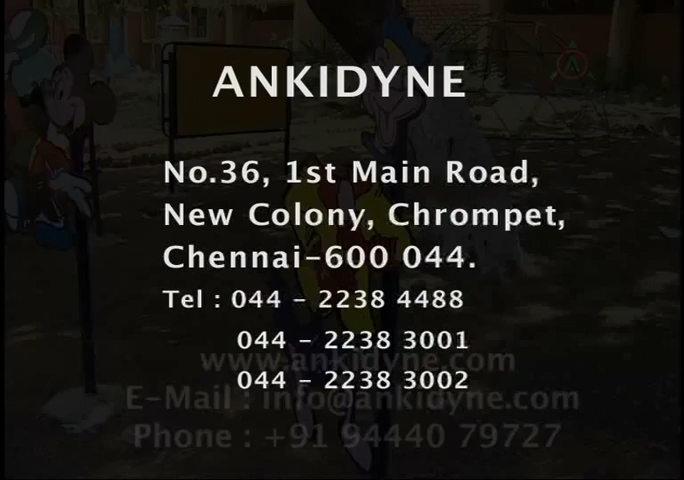 ANKIDYNE
No.36, 1st Main Road,
New Colony, Chrompet,
Chennai-600 044.
Tel : 044 - 2238 4488
044 - 2238 3001
www.ankidyne.com
044 - 2238 3002
E-Mail : info@ankidyne.com
Phone : +91 94440 79727